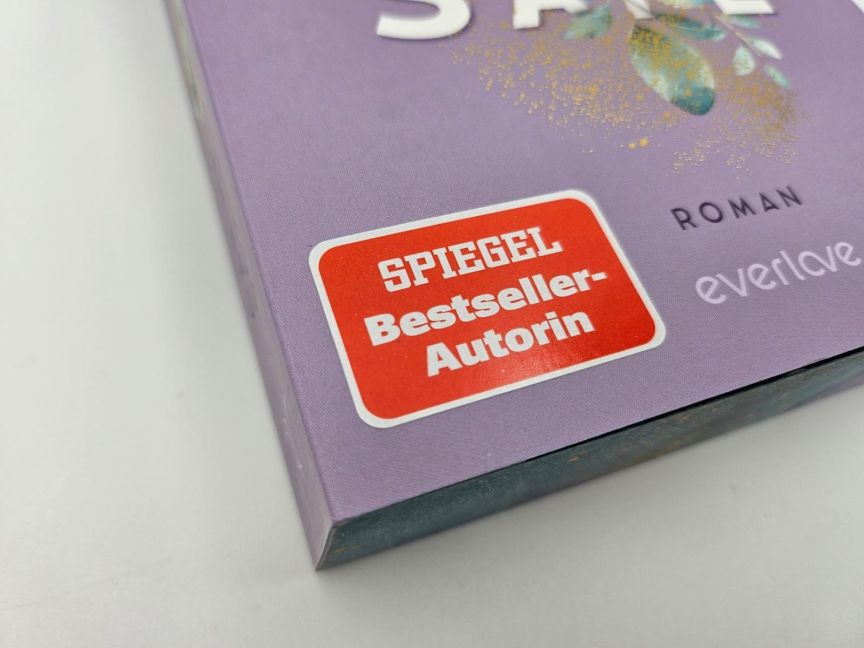 SPIEGEL
Bestseller-
Autorin
ROMAN
everlove